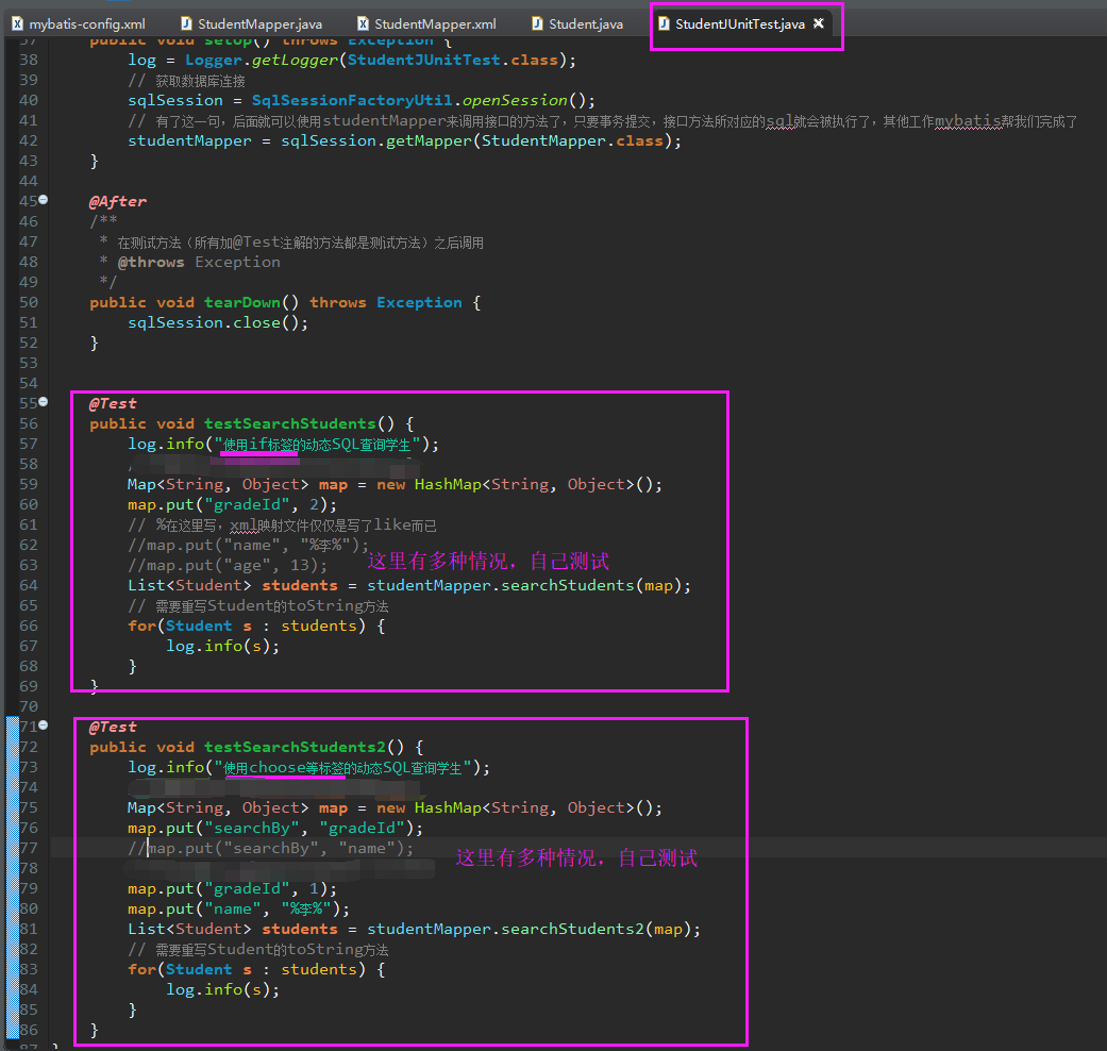 mybatis-config.xml StudentMapper.java StudentMapper.xml Student.java StudentJUnitTest.java
37 public void setup() throws Exception {
38 log = Logger.getLogger(StudentJUnitTest.class);
39 // 获取数据库连接
40 sqlSession = SqlSessionFactoryUtil.openSession();
41 // 有了这一句，后面就可以使用studentMapper来调用接口的方法了，只要事务提交，接口方法所对应的sql就会被执行了，其他工作mybatis帮我们完成了
42 studentMapper = sqlSession.getMapper(StudentMapper.class);
43 }
44
45 @After
46 /**
47 * 在测试方法（所有加@Test注解的方法都是测试方法）之后调用
48 * @throws Exception
49 */
50 public void tearDown() throws Exception {
51 sqlSession.close();
52 }
53
54
55 @Test
56 public void testSearchStudents() {
57 log.info("使用if标签的动态SQL查询学生");
58 /
59 Map<String, Object> map = new HashMap<String, Object>();
60 map.put("gradeId", 2);
61 // %在这里写，xml映射文件仅仅是写了like而已
62 //map.put("name", "%李%");
63 //map.put("age", 13);
这里有多种情况，自己测试
64 List<Student> students = studentMapper.searchStudents(map);
65 // 需要重写Student的toString方法
66 for(Student s : students) {
67 log.info(s);
68 }
69 }
70
71 @Test
72 public void testSearchStudents2() {
73 log.info("使用choose等标签的动态SQL查询学生");
74
75 Map<String, Object> map = new HashMap<String, Object>();
76 map.put("searchBy", "gradeId");
77 //map.put("searchBy", "name");
这里有多种情况，自己测试
78
79 map.put("gradeId", 1);
80 map.put("name", "%李%");
81 List<Student> students = studentMapper.searchStudents2(map);
82 // 需要重写Student的toString方法
83 for(Student s : students) {
84 log.info(s);
85 }
86 }
87 }